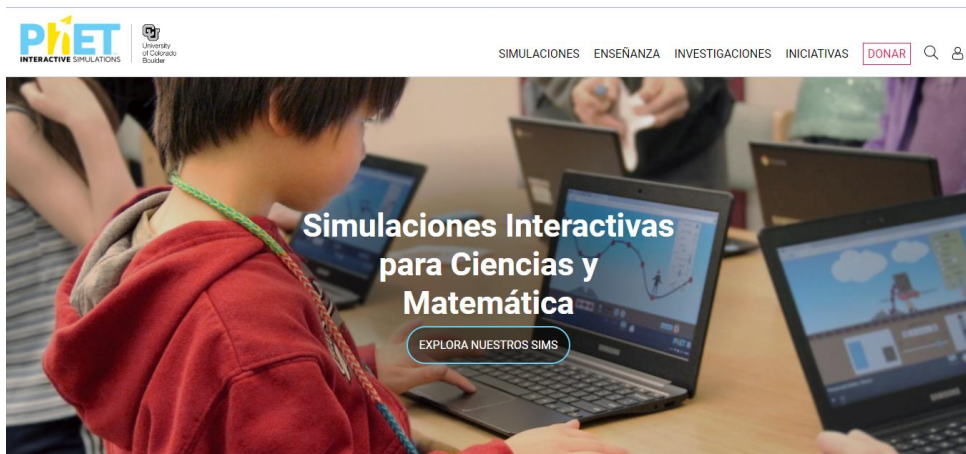 PhET
INTERACTIVE SIMULATIONS
University
of Colorado
Boulder
SIMULACIONES ENSEÑANZA INVESTIGACIONES INICIATIVAS DONAR
Simulaciones Interactivas
para Ciencias y
Matemática
EXPLORA NUESTROS SIMS